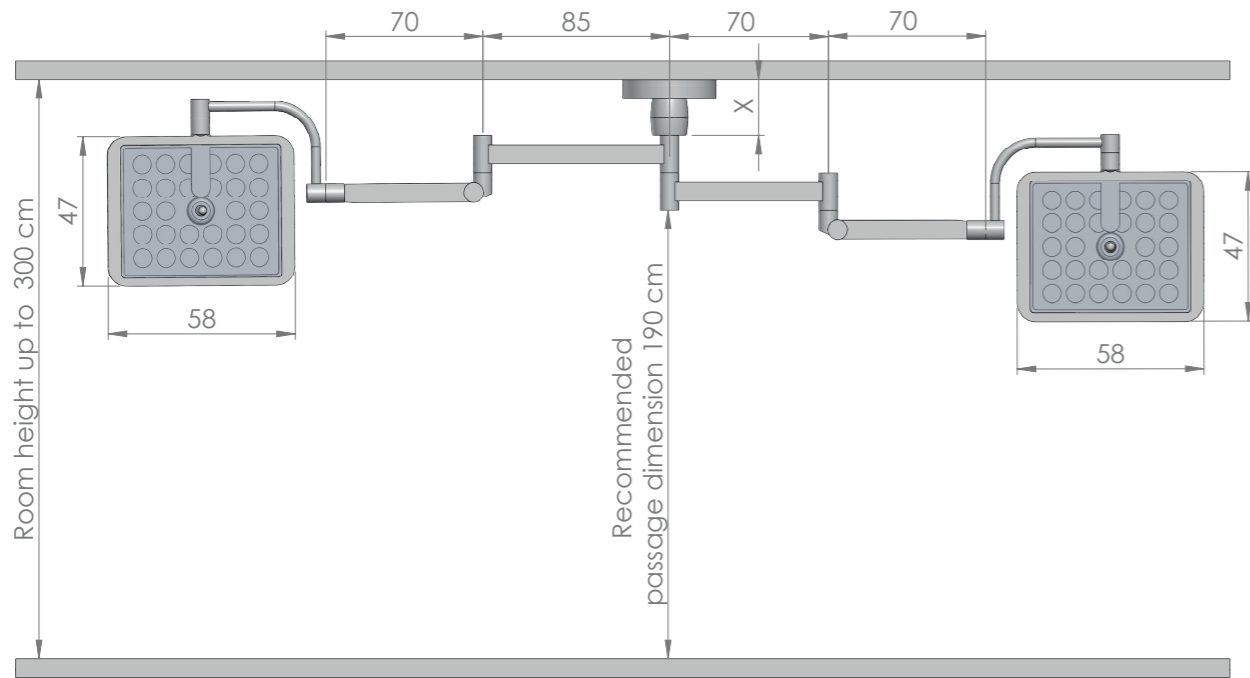 70
85
70
70
X
47
58
47
58
Room height up to 300 cm
Recommended
passage dimension 190 cm